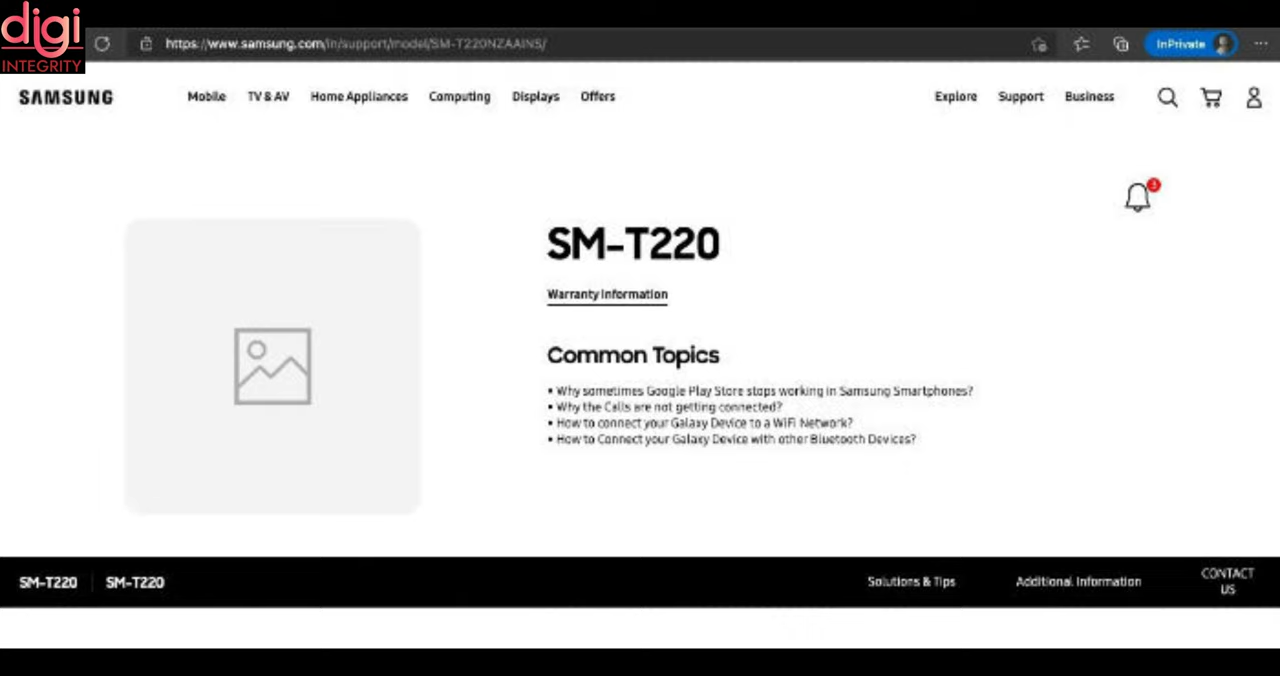 digi
INTEGRITY
https://www.samsung.com/in/support/model/SM-T220NZAAINS/
InPrivate
SAMSUNG Mobile TV & AV Home Appliances Computing Displays Offers Explore Support Business
3
SM-T220
Warranty Information
Common Topics
• Why sometimes Google Play Store stops working in Samsung Smartphones?
• Why the Calls are not getting connected?
• How to connect your Galaxy Device to a WiFi Network?
• How to Connect your Galaxy Device with other Bluetooth Devices?
SM-T220 SM-T220 Solutions & Tips Additional Information CONTACT
US